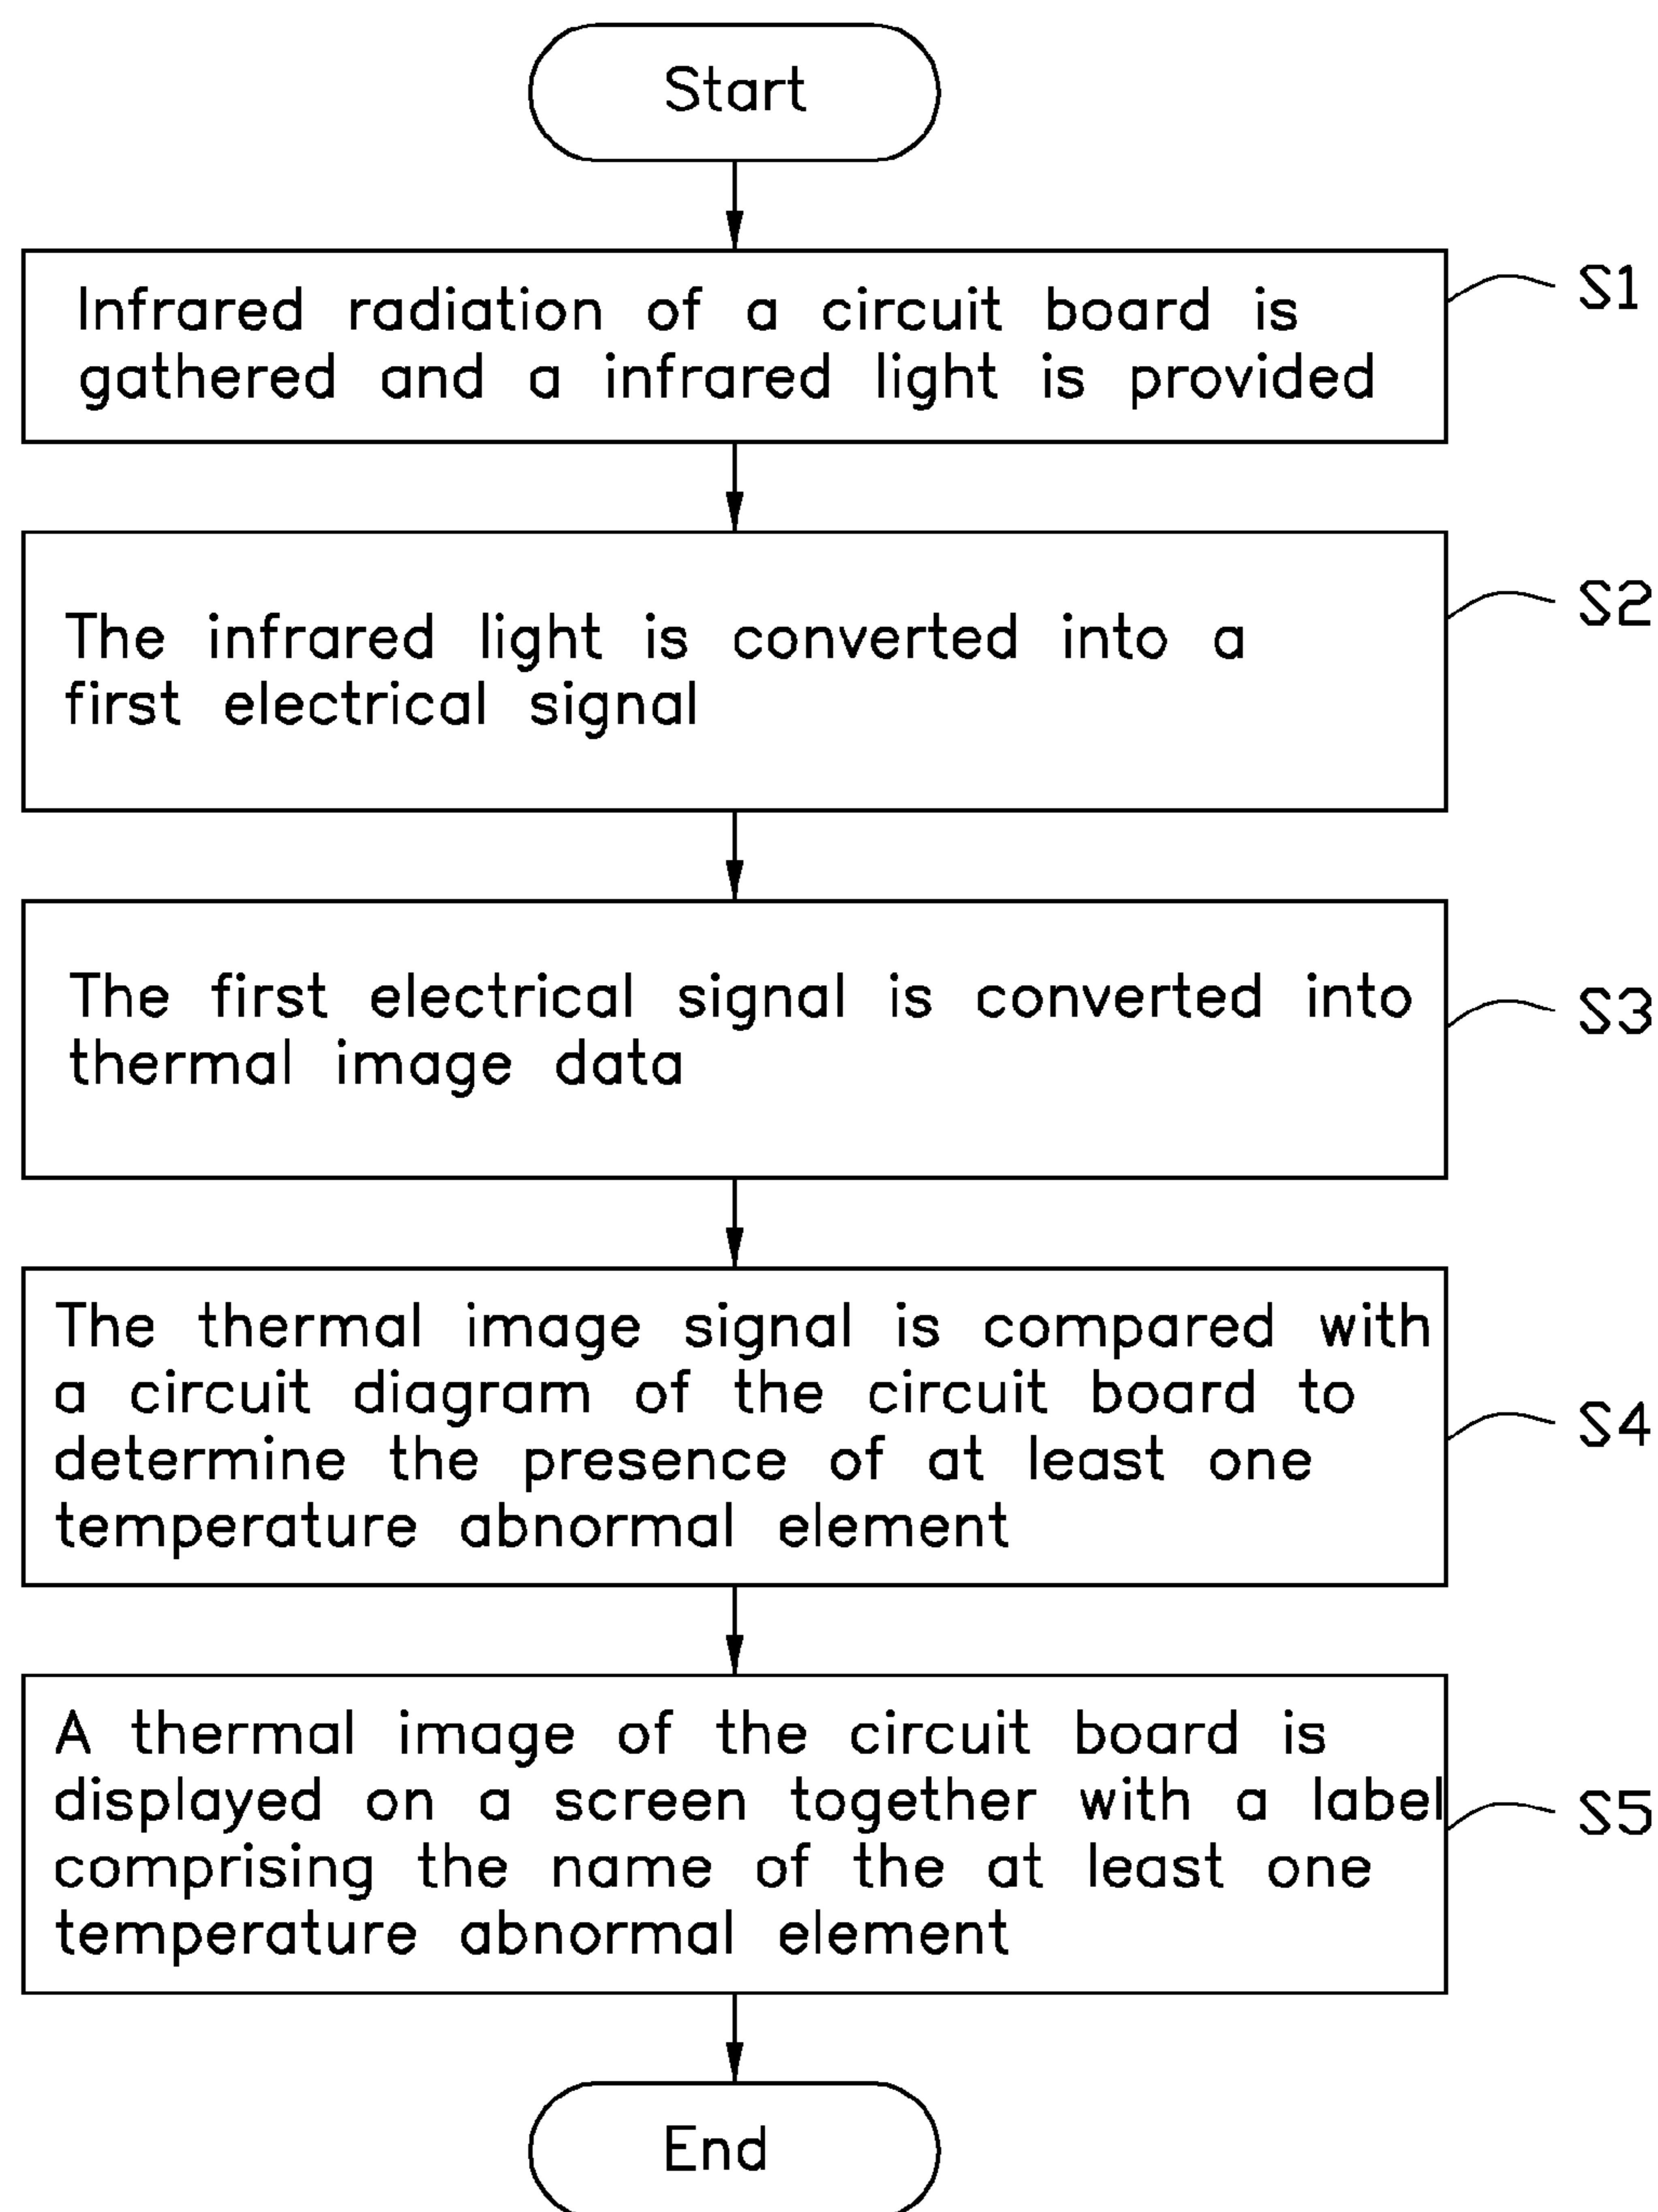 Start
Infrared radiation of a circuit board is
gathered and a infrared light is provided
S1
The infrared light is converted into a
first electrical signal
S2
The first electrical signal is converted into
thermal image data
S3
The thermal image signal is compared with
a circuit diagram of the circuit board to
determine the presence of at least one
temperature abnormal element
S4
A thermal image of the circuit board is
displayed on a screen together with a label
comprising the name of the at least one
temperature abnormal element
S5
End